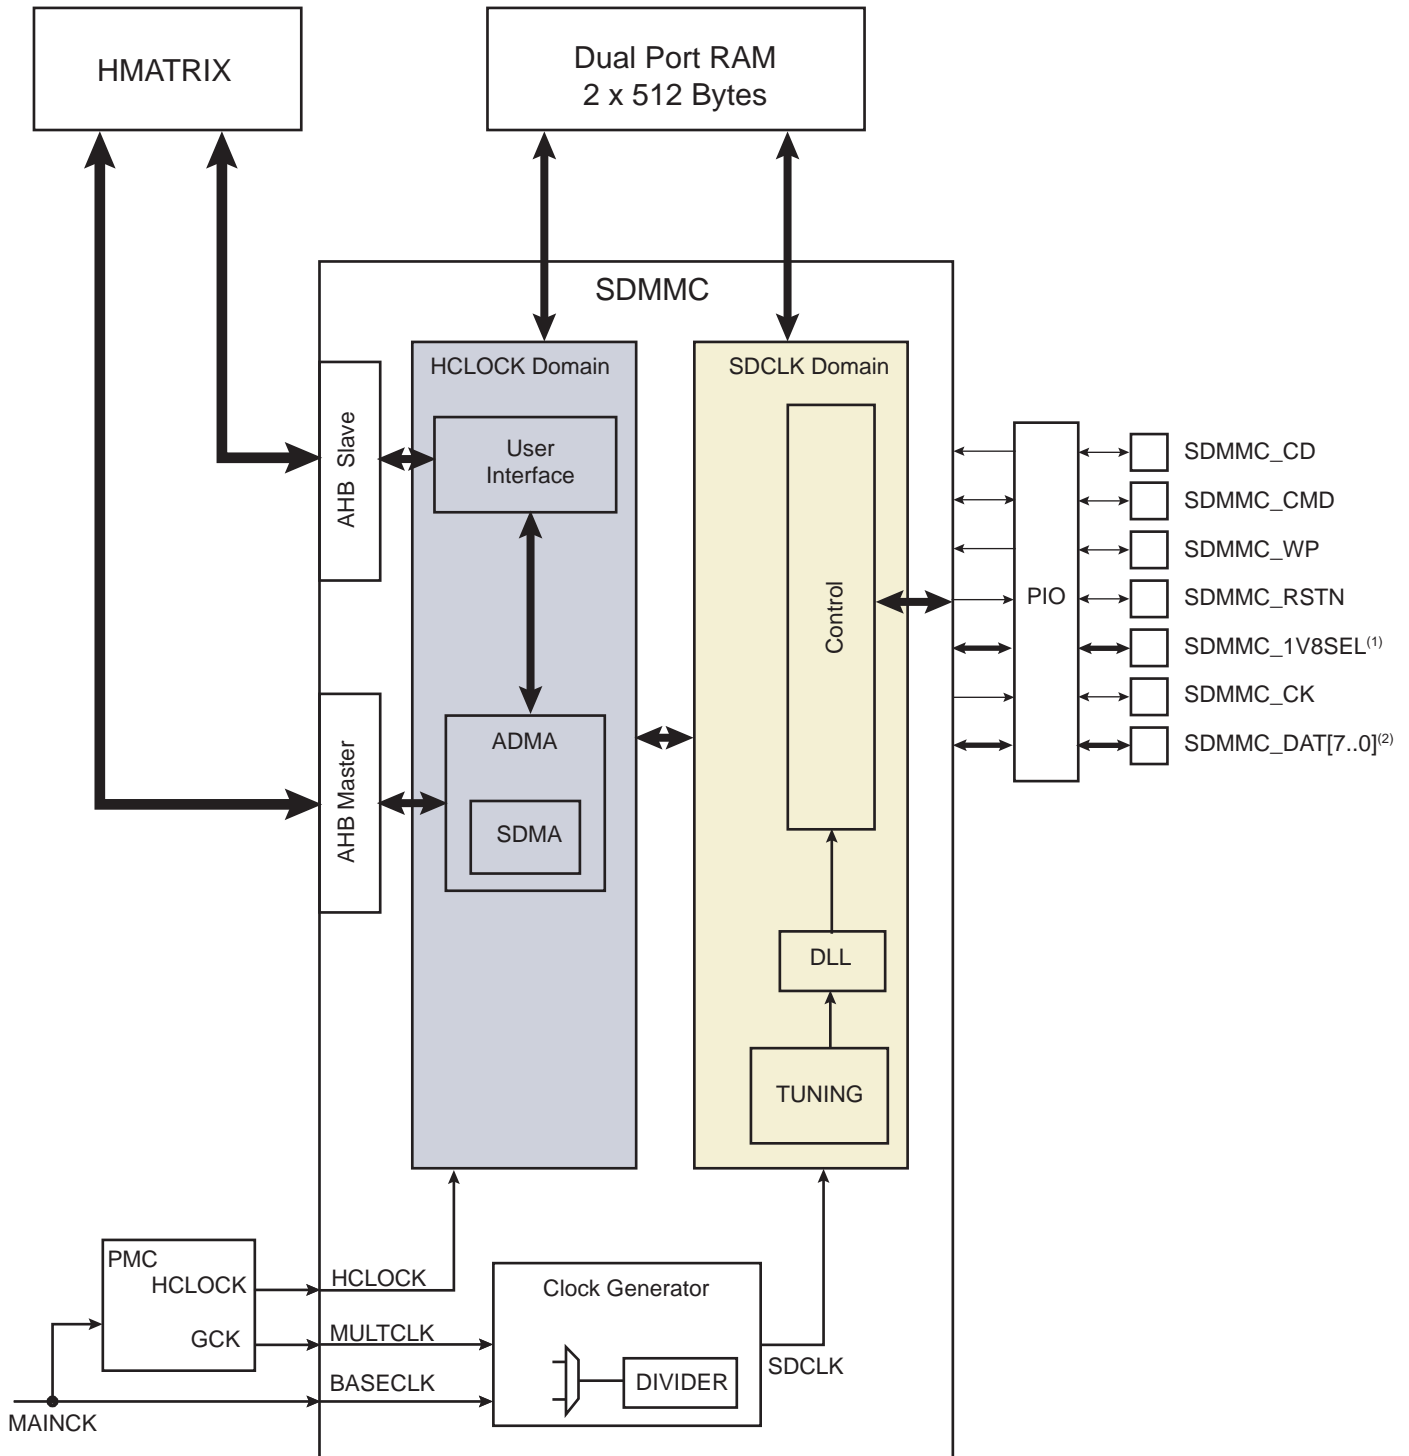 HMATRIX
Dual Port RAM
2 x 512 Bytes
SDMMC
HCLOCK Domain
SDCLK Domain
AHB Slave
User
Interface
Control
PIO
SDMMC_CD
SDMMC_CMD
SDMMC_WP
SDMMC_RSTN
SDMMC_1V8SEL(1)
SDMMC_CK
SDMMC_DAT[7..0](2)
AHB Master
ADMA
SDMA
DLL
TUNING
PMC
HCLOCK
GCK
HCLOCK
MULTCLK
BASECLK
MAINCK
Clock Generator
DIVIDER
SDCLK